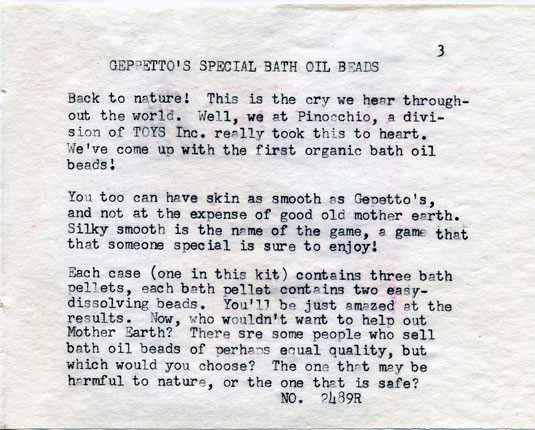 3
GEPPETTO'S SPECIAL BATH OIL BEADS
Back to nature! This is the cry we hear through-
out the world. Well, we at Pinocchio, a divi-
sion of TOYS Inc. really took this to heart.
We've come up with the first organic bath oil
beads!
You too can have skin as smooth as Gepetto's,
and not at the expense of good old mother earth.
Silky smooth is the name of the game, a game that
that someone special is sure to enjoy!
Each case (one in this kit) contains three bath
pellets, each bath pellet contains two easy-
dissolving beads. You'll be just amazed at the
results. Now, who wouldn't want to help out
Mother Earth? There sre some people who sell
bath oil beads of perhaps equal quality, but
which would you choose? The one that may be
harmful to nature, or the one that is safe?
NO. 2489R